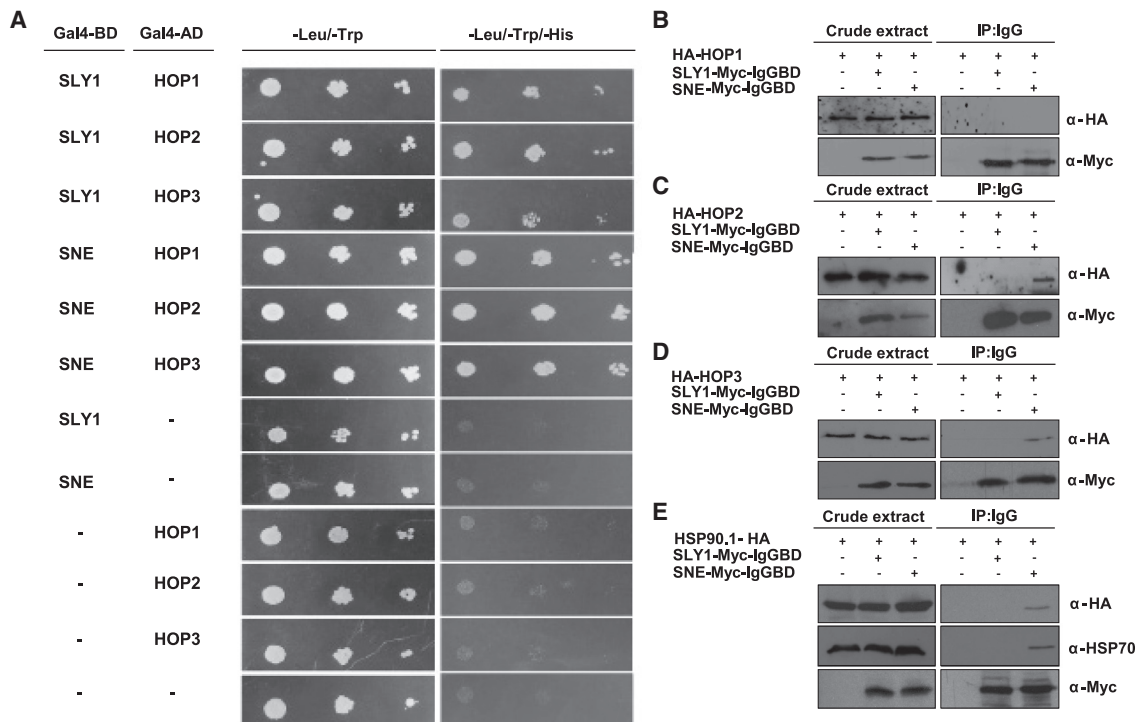 A
Gal4-BD Gal4-AD -Leu/-Trp -Leu/-Trp/-His
SLY1 HOP1
SLY1 HOP2
SLY1 HOP3
SNE HOP1
SNE HOP2
SNE HOP3
SLY1 -
SNE -
- HOP1
- HOP2
- HOP3
- -
B
Crude extract IP:IgG
HA-HOP1 + + + + + +
SLY1-Myc-IgGBD - + - - + -
SNE-Myc-IgGBD - - + - - +
α-HA
α-Myc
C
Crude extract IP:IgG
HA-HOP2 + + + + + +
SLY1-Myc-IgGBD - + - - + -
SNE-Myc-IgGBD - - + - - +
α-HA
α-Myc
D
Crude extract IP:IgG
HA-HOP3 + + + + + +
SLY1-Myc-IgGBD - + - - + -
SNE-Myc-IgGBD - - + - - +
α-HA
α-Myc
E
Crude extract IP:IgG
HSP90.1- HA + + + + + +
SLY1-Myc-IgGBD - + - - + -
SNE-Myc-IgGBD - - + - - +
α-HA
α-HSP70
α-Myc